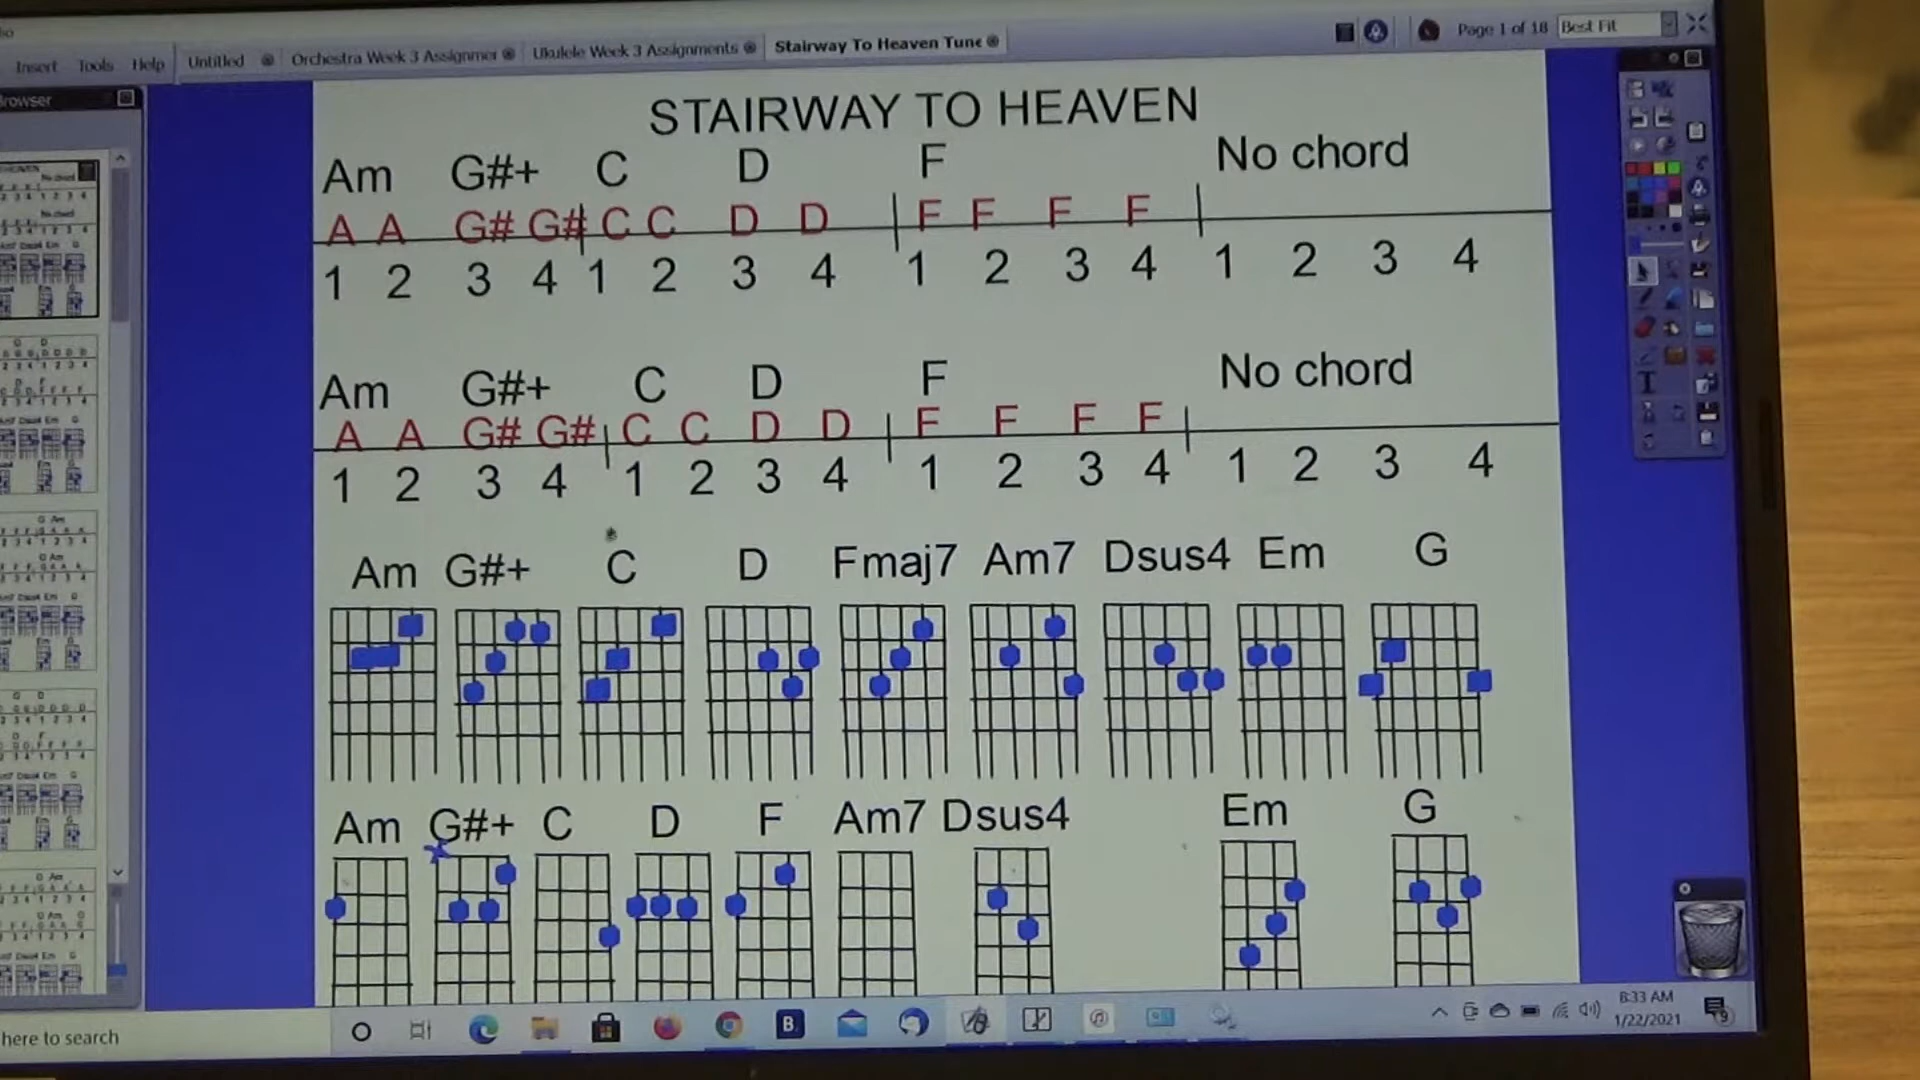 Insert Tools Help Untitled Orchestra Week 3 Assignmer Ukulele Week 3 Assignments Stairway To Heaven Tune Page 1 of 18 Best Fit
rowser
STAIRWAY TO HEAVEN
Am G#+ C D F No chord
A A G# G# C C D D F F F F
1 2 3 4 1 2 3 4 1 2 3 4 1 2 3 4
Am G#+ C D F No chord
A A G# G# C C D D F F F F
1 2 3 4 1 2 3 4 1 2 3 4 1 2 3 4
Am G#+ C D Fmaj7 Am7 Dsus4 Em G
Am G#+ C D F Am7 Dsus4 Em G
here to search
B
8:33 AM
1/22/2021